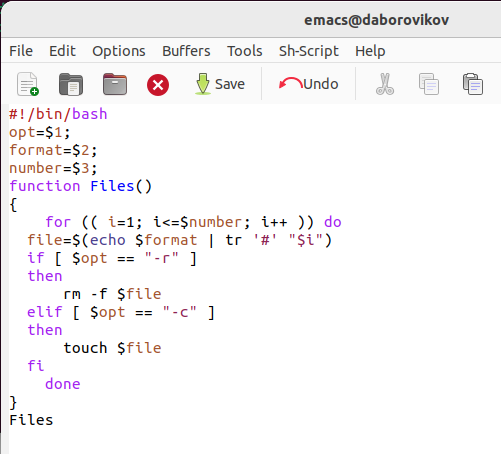 emacs@daborovikov
File Edit Options Buffers Tools Sh-Script Help
Save Undo
#!/bin/bash
opt=$1;
format=$2;
number=$3;
function Files()
{
    for (( i=1; i<=$number; i++ )) do
  file=$(echo $format | tr '#' "$i")
  if [ $opt == "-r" ]
  then
      rm -f $file
  elif [ $opt == "-c" ]
  then
      touch $file
  fi
    done
}
Files